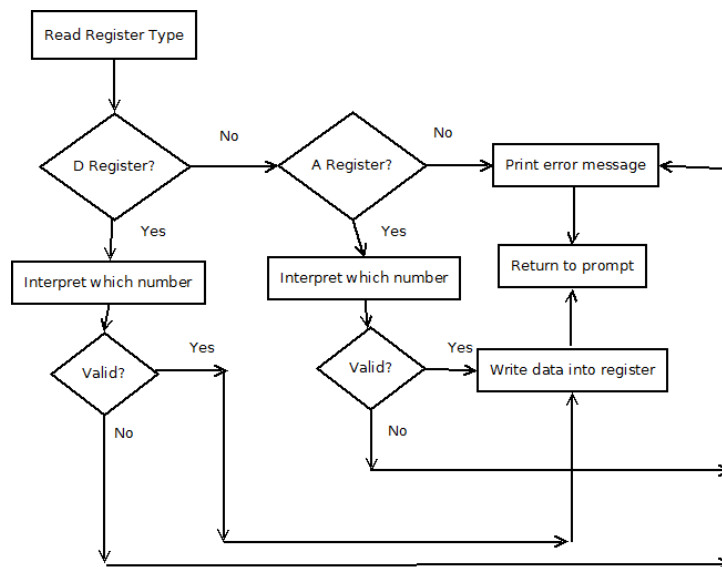 Read Register Type
No
No
D Register?
A Register?
Print error message
Yes
Yes
Interpret which number
Interpret which number
Return to prompt
Yes
Yes
Valid?
Valid?
Write data into register
No
No